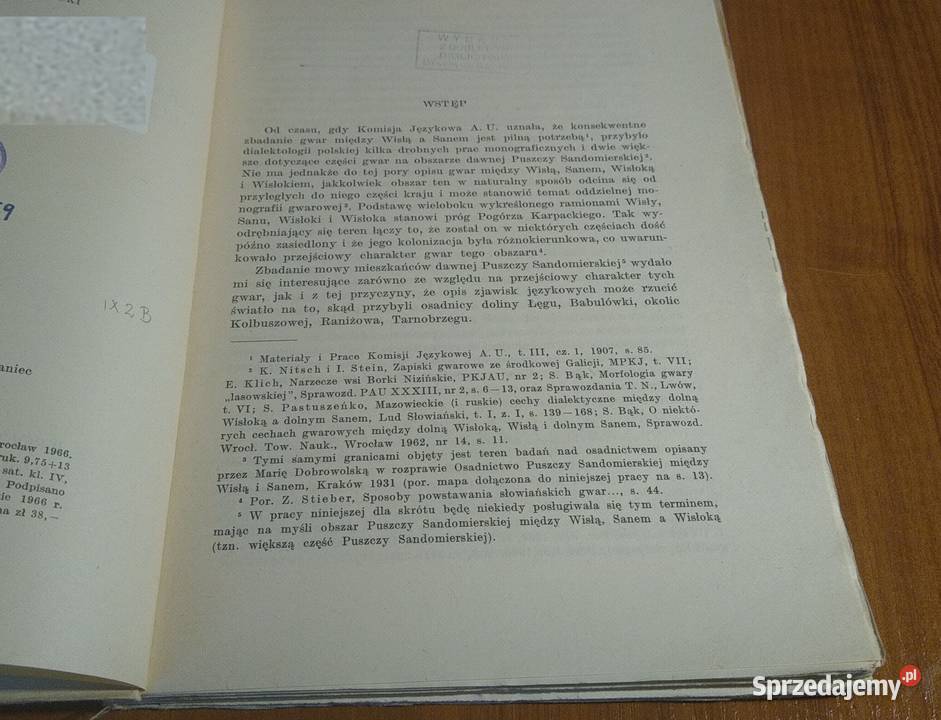 SKI
59
IX 2 B
aniec
rocław 1966.
ruk. 9,75+13
sat. kl. IV,
Podpisano
ie 1966 r.
na zł 38,—
WSTĘP
Od czasu, gdy Komisja Językowa A. U. uznała, że konsekwentne
zbadanie gwar między Wisłą a Sanem jest pilną potrzebą¹, przybyło
dialektologii polskiej kilka drobnych prac monograficznych i dwie więk-
sze dotyczące części gwar na obszarze dawnej Puszczy Sandomierskiej².
Nie ma jednakże do tej pory opisu gwar między Wisłą, Sanem, Wisłoką
i Wisłokiem, jakkolwiek obszar ten w naturalny sposób odcina się od
przyległych do niego części kraju i może stanowić temat oddzielnej mo-
nografii gwarowej³. Podstawę wieloboku wykreślonego ramionami Wisły,
Sanu, Wisłoki i Wisłoka stanowi próg Pogórza Karpackiego. Tak wy-
odrębniający się teren łączy to, że został on w niektórych częściach dość
późno zasiedlony i że jego kolonizacja była różnokierunkowa, co uwarun-
kowało przejściowy charakter gwar tego obszaru⁴.
Zbadanie mowy mieszkańców dawnej Puszczy Sandomierskiej⁵ wydało
mi się interesujące zarówno ze względu na przejściowy charakter tych
gwar, jak i z tej przyczyny, że opis zjawisk językowych może rzucić
światło na to, skąd przybyli osadnicy doliny Łęgu, Babulówki, okolic
Kolbuszowej, Raniżowa, Tarnobrzegu.
¹ Materiały i Prace Komisji Językowej A. U., t. III, cz. 1, 1907, s. 85.
² K. Nitsch i I. Stein, Zapiski gwarowe ze środkowej Galicji, MPKJ, t. VII;
E. Klich, Narzecze wsi Borki Nizińskie, PKJAU, nr 2; S. Bąk, Morfologia gwary
„lasowskiej", Sprawozd. PAU XXXIII, nr 2, s. 6—13, oraz Sprawozdania T. N., Lwów,
t. VI; S. Pastuszeńko, Mazowieckie (i ruskie) cechy dialektyczne między dolną
Wisłoką a dolnym Sanem, Lud Słowiański, t. I, z. I, s. 139—168; S. Bąk, O niektó-
rych cechach gwarowych między dolną Wisłoką, Wisłą i dolnym Sanem, Sprawozd.
Wrocł. Tow. Nauk., Wrocław 1962, nr 14, s. 11.
³ Tymi samymi granicami objęty jest teren badań nad osadnictwem opisany
przez Marię Dobrowolską w rozprawie Osadnictwo Puszczy Sandomierskiej między
Wisłą i Sanem, Kraków 1931 (por. mapa dołączona do niniejszej pracy na s. 13).
⁴ Por. Z. Stieber, Sposoby powstawania słowiańskich gwar..., s. 44.
⁵ W pracy niniejszej dla skrótu będę niekiedy posługiwała się tym terminem,
mając na myśli obszar Puszczy Sandomierskiej między Wisłą, Sanem a Wisłoką
(tzn. większą część Puszczy Sandomierskiej).
Sprzedajemy.pl